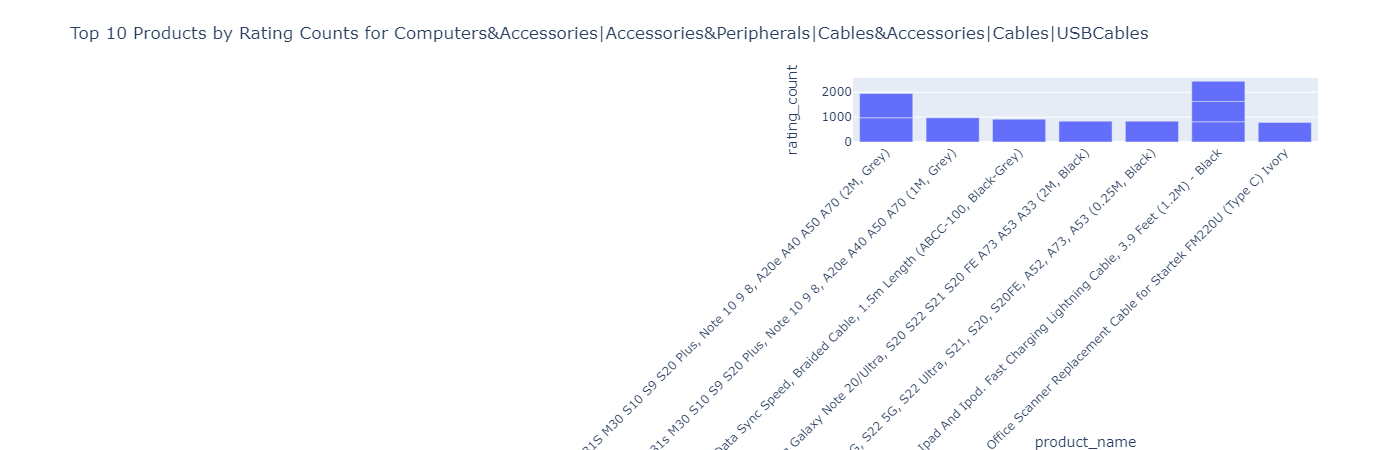 Top 10 Products by Rating Counts for Computers&Accessories|Accessories&Peripherals|Cables&Accessories|Cables|USBCables
rating_count
2000
1000
0
31S M30 S10 S9 S20 Plus, Note 10 9 8, A20e A40 A50 A70 (2M, Grey)
31s M30 S10 S9 S20 Plus, Note 10 9 8, A20e A40 A50 A70 (1M, Grey)
Data Sync Speed, Braided Cable, 1.5m Length (ABCC-100, Black-Grey)
Galaxy Note 20/Ultra, S20 S22 S21 S20 FE A73 A53 A33 (2M, Black)
G, S22 5G, S22 Ultra, S21, S20, S20FE, A52, A73, A53 (0.25M, Black)
Ipad And Ipod. Fast Charging Lightning Cable, 3.9 Feet (1.2M) - Black
Office Scanner Replacement Cable for Startek FM220U (Type C) Ivory
product_name